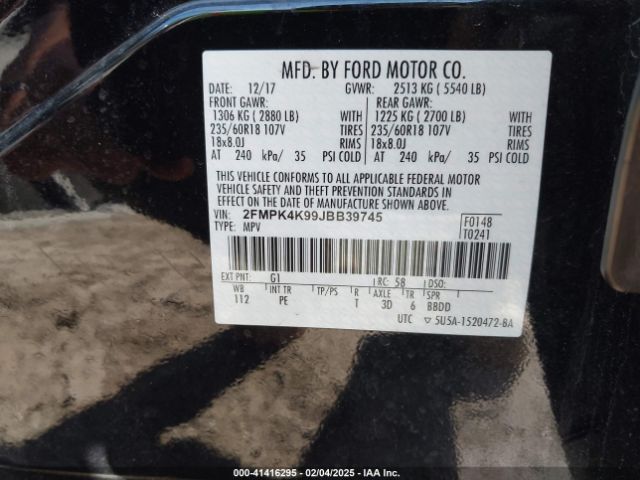 MFD. BY FORD MOTOR CO.
DATE: 12/17 GVWR: 2513 KG ( 5540 LB)
FRONT GAWR: REAR GAWR:
1306 KG ( 2880 LB) WITH 1225 KG ( 2700 LB) WITH
235/60R18 107V TIRES 235/60R18 107V TIRES
18x8.0J RIMS 18x8.0J RIMS
AT 240 kPa/ 35 PSI COLD AT 240 kPa/ 35 PSI COLD
THIS VEHICLE CONFORMS TO ALL APPLICABLE FEDERAL MOTOR
VEHICLE SAFETY AND BUMPER AND THEFT PREVENTION STANDARDS IN
EFFECT ON THE DATE OF MANUFACTURE SHOWN ABOVE.
VIN: 2FMPK4K99JBB39745 F0148
TYPE: MPV T0241
EXT PNT: G1 RC: 58 DSO:
WB INT TR TP/PS R AXLE TR SPR
112 PE T 3D 6 BBDD
UTC ▽ 5U5A-1520472-BA
000-41416295 - 02/04/2025 - IAA Inc.